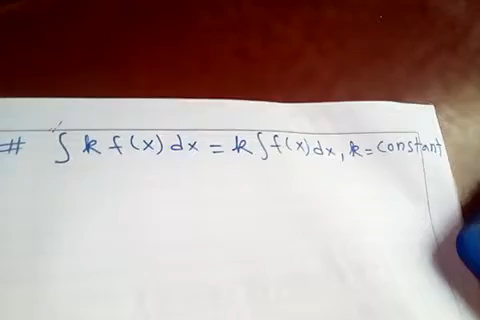 # ∫ k f(x) dx = k ∫ f(x) dx, k = constant